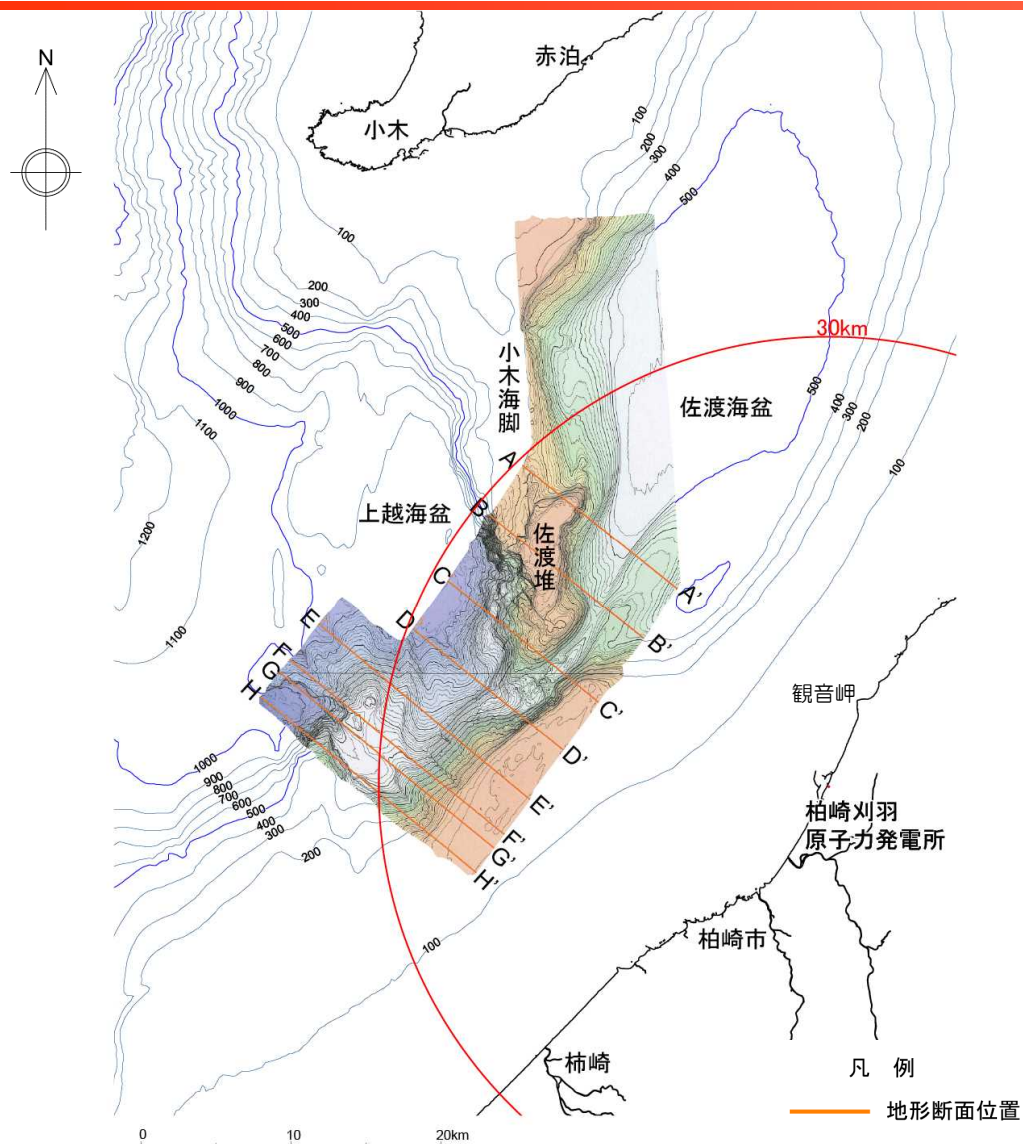 N
赤泊
小木
100
200
300
400
500
100
200
300
400
500
600
700
800
900
1000
1100
1200
1100
30km
小木海脚
佐渡海盆
500
400
300
200
100
上越海盆
佐渡堆
A
B
C
D
E
F
G
H
A'
B'
C'
D'
E'
F'
G'
H'
観音岬
1000
900
800
700
600
500
400
300
200
100
柏崎刈羽
原子力発電所
柏崎市
柿崎
凡 例
地形断面位置
0 10 20km